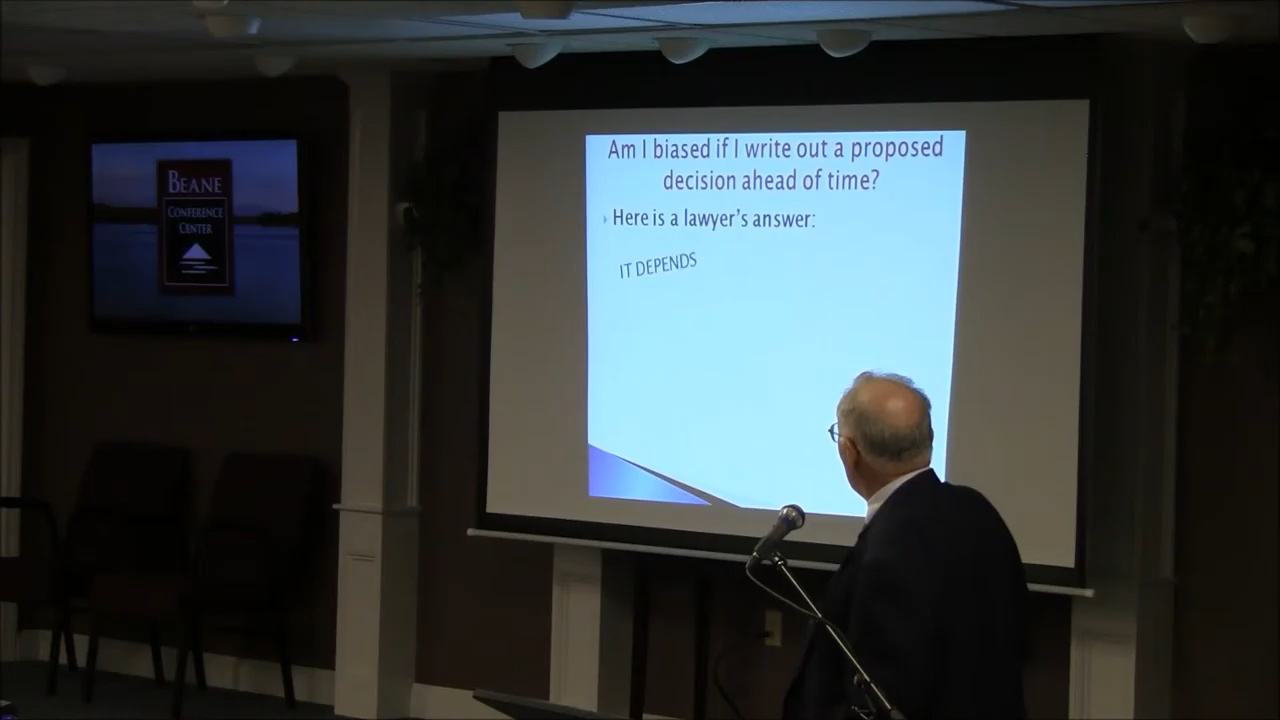 BEANE
CONFERENCE
CENTER
Am I biased if I write out a proposed
decision ahead of time?
Here is a lawyer's answer:
IT DEPENDS